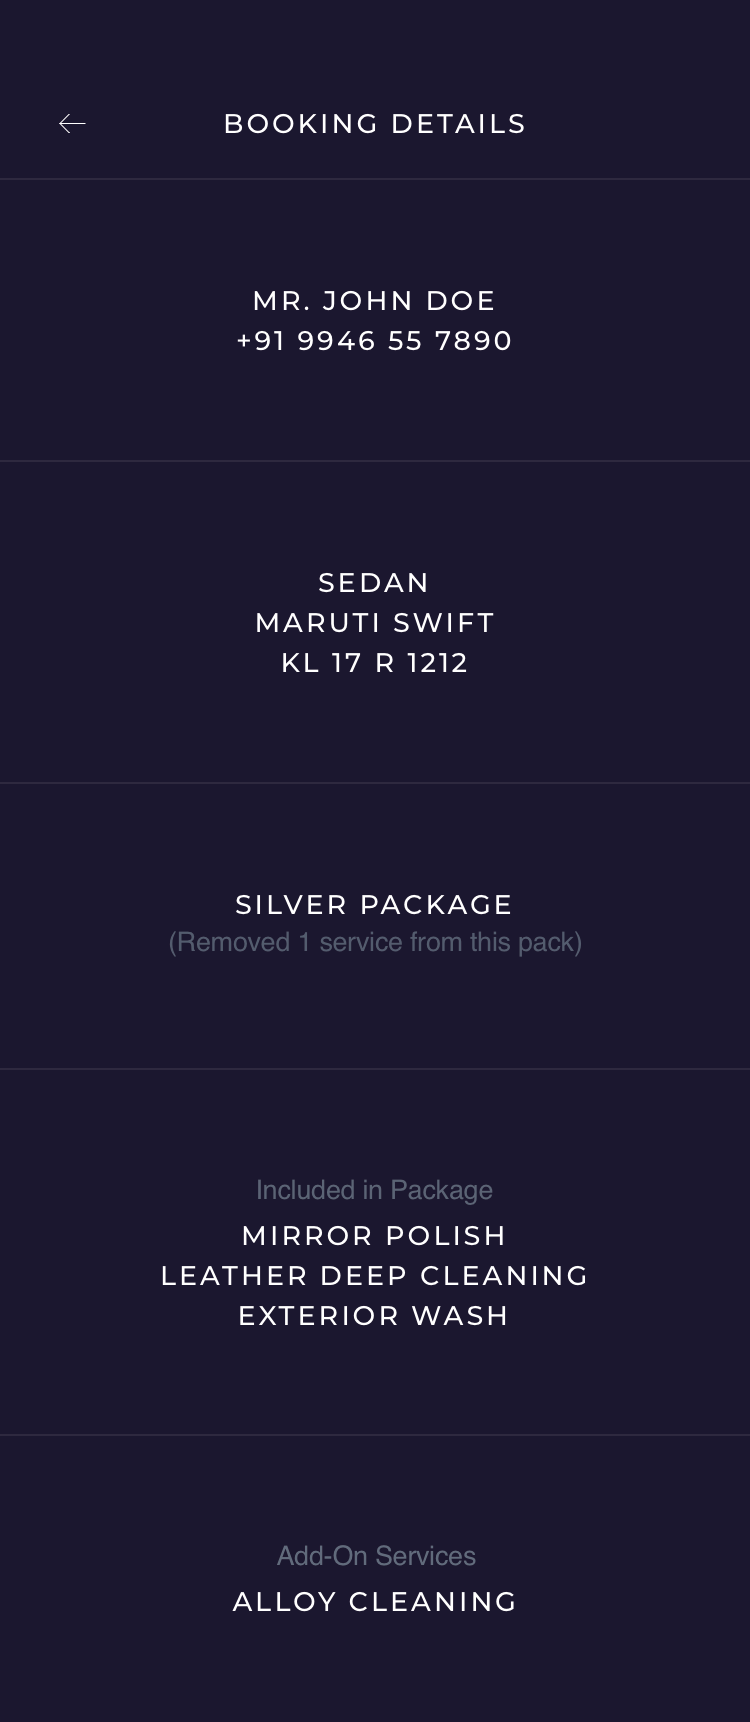 BOOKING DETAILS
MR. JOHN DOE
+91 9946 55 7890
SEDAN
MARUTI SWIFT
KL 17 R 1212
SILVER PACKAGE
(Removed 1 service from this pack)
Included in Package
MIRROR POLISH
LEATHER DEEP CLEANING
EXTERIOR WASH
Add-On Services
ALLOY CLEANING